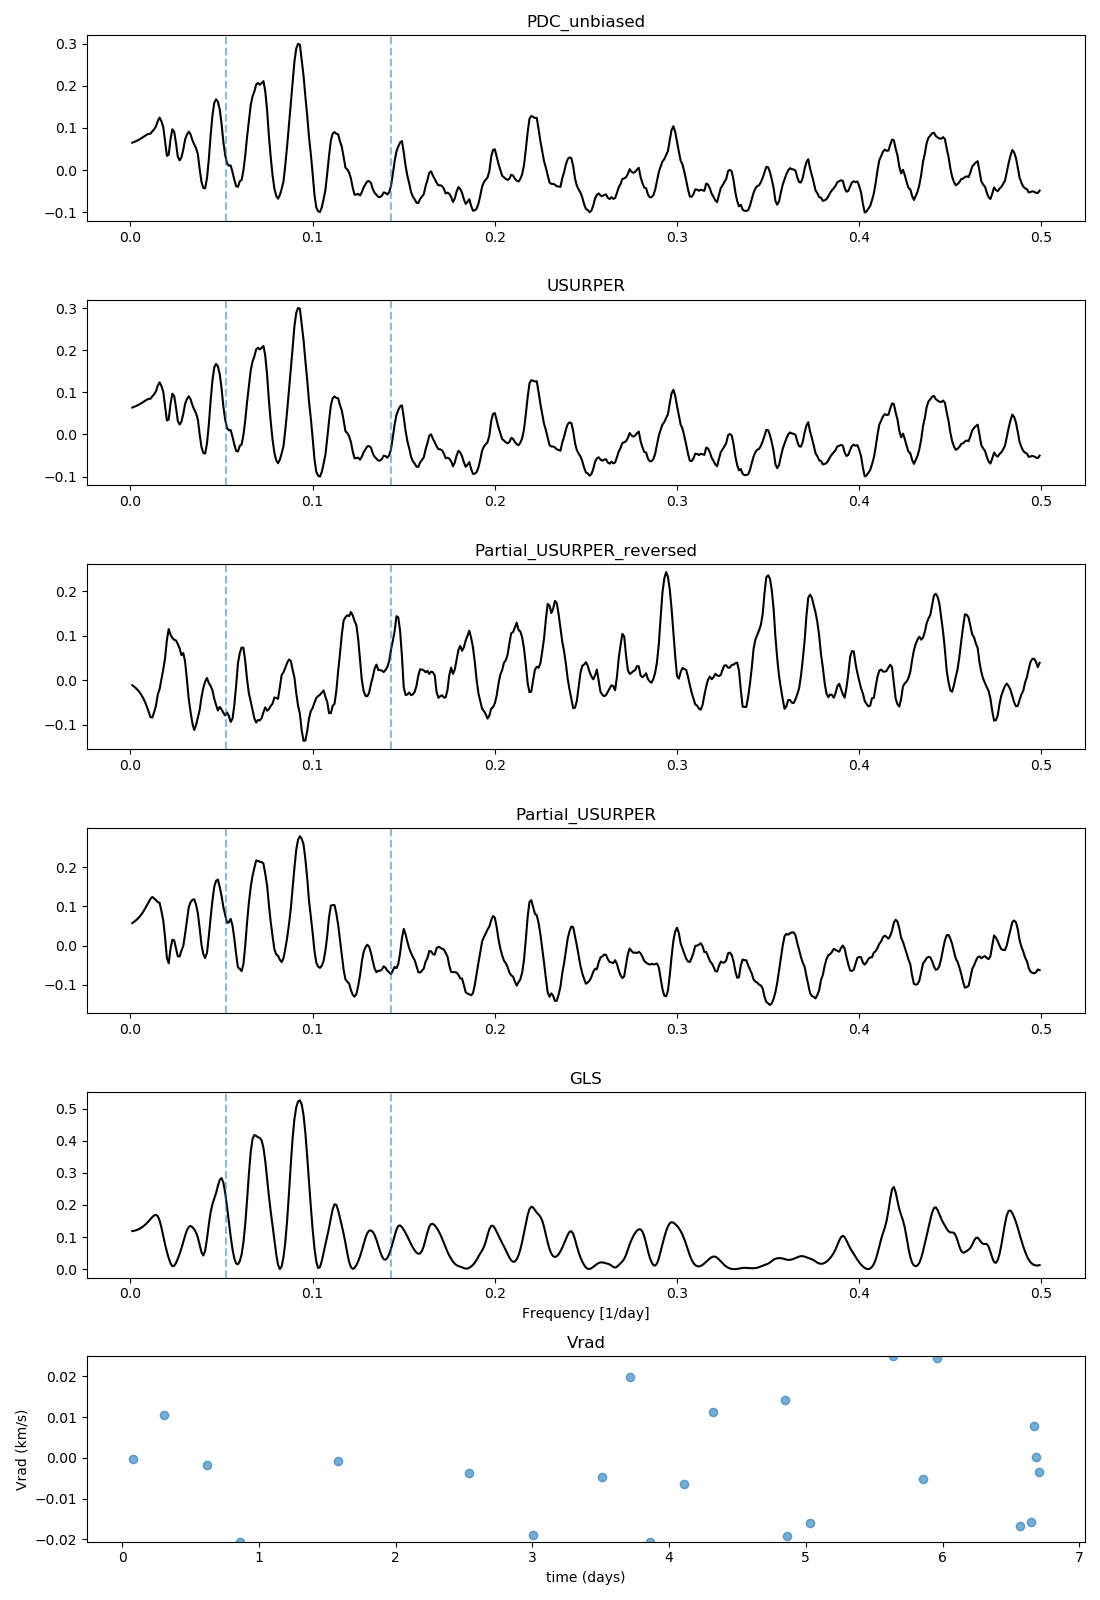 PDC_unbiased
0.3
0.2
0.1
0.0
−0.1
0.0 0.1 0.2 0.3 0.4 0.5
USURPER
0.3
0.2
0.1
0.0
−0.1
0.0 0.1 0.2 0.3 0.4 0.5
Partial_USURPER_reversed
0.2
0.1
0.0
−0.1
0.0 0.1 0.2 0.3 0.4 0.5
Partial_USURPER
0.2
0.1
0.0
−0.1
0.0 0.1 0.2 0.3 0.4 0.5
GLS
0.5
0.4
0.3
0.2
0.1
0.0
0.0 0.1 0.2 0.3 0.4 0.5
Frequency [1/day]
Vrad
Vrad (km/s)
0.02
0.01
0.00
−0.01
−0.02
0 1 2 3 4 5 6 7
time (days)